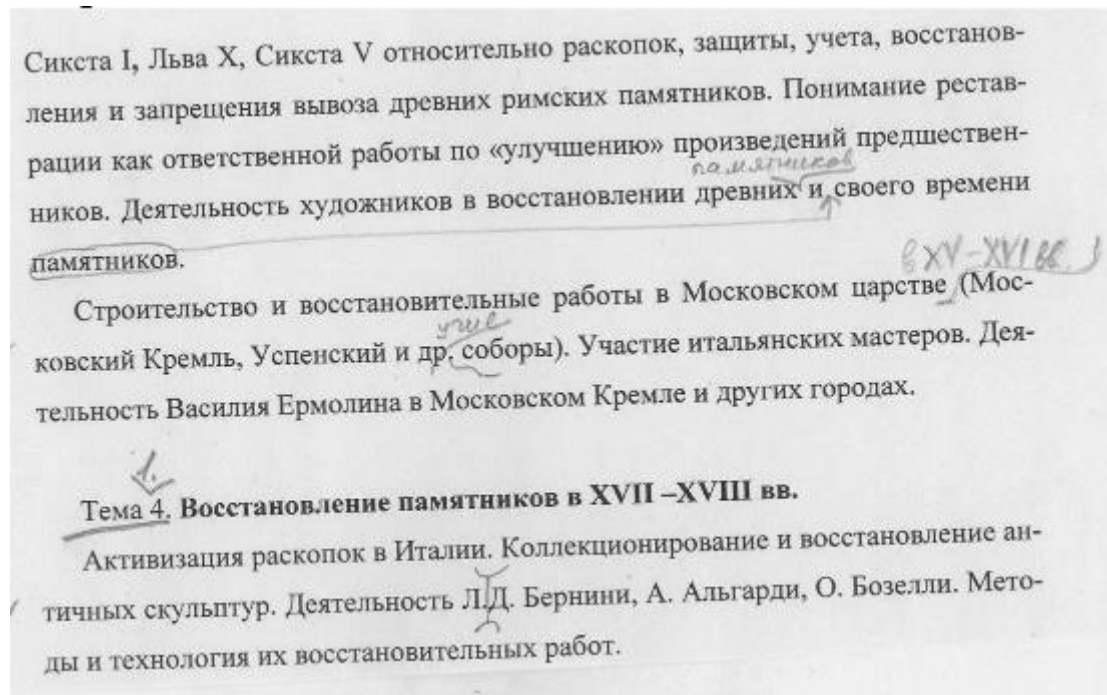 Сикста I, Льва X, Сикста V относительно раскопок, защиты, учета, восстанов-
ления и запрещения вывоза древних римских памятников. Понимание рестав-
рации как ответственной работы по «улучшению» произведений предшествен-
памятников
ников. Деятельность художников в восстановлении древних и своего времени
памятников.
в XV–XVI вв.
Строительство и восстановительные работы в Московском царстве (Мос-
угие
ковский Кремль, Успенский и др. соборы). Участие итальянских мастеров. Дея-
тельность Василия Ермолина в Московском Кремле и других городах.
1.
Тема 4. Восстановление памятников в XVII –XVIII вв.
Активизация раскопок в Италии. Коллекционирование и восстановление ан-
тичных скульптур. Деятельность Л.Д. Бернини, А. Альгарди, О. Бозелли. Мето-
ды и технология их восстановительных работ.